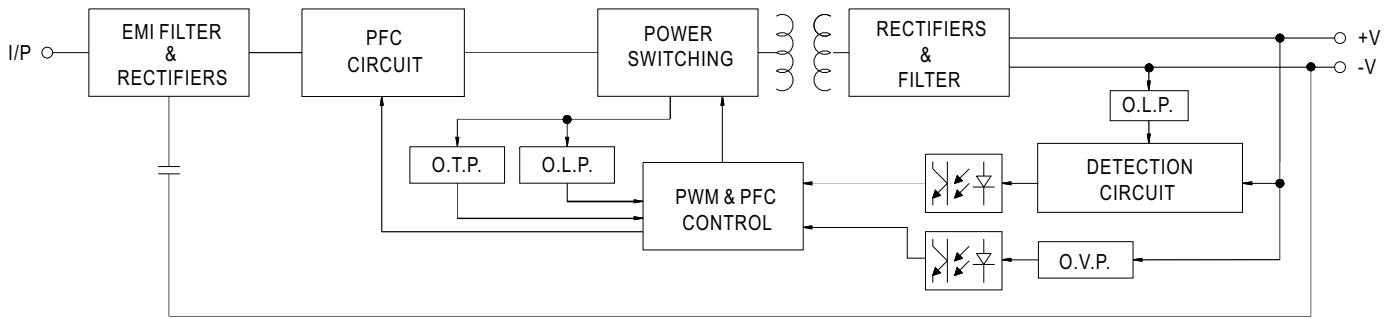 I/P
EMI FILTER
&
RECTIFIERS
PFC
CIRCUIT
POWER
SWITCHING
RECTIFIERS
&
FILTER
+V
-V
O.L.P.
O.T.P.
O.L.P.
PWM & PFC
CONTROL
DETECTION
CIRCUIT
O.V.P.